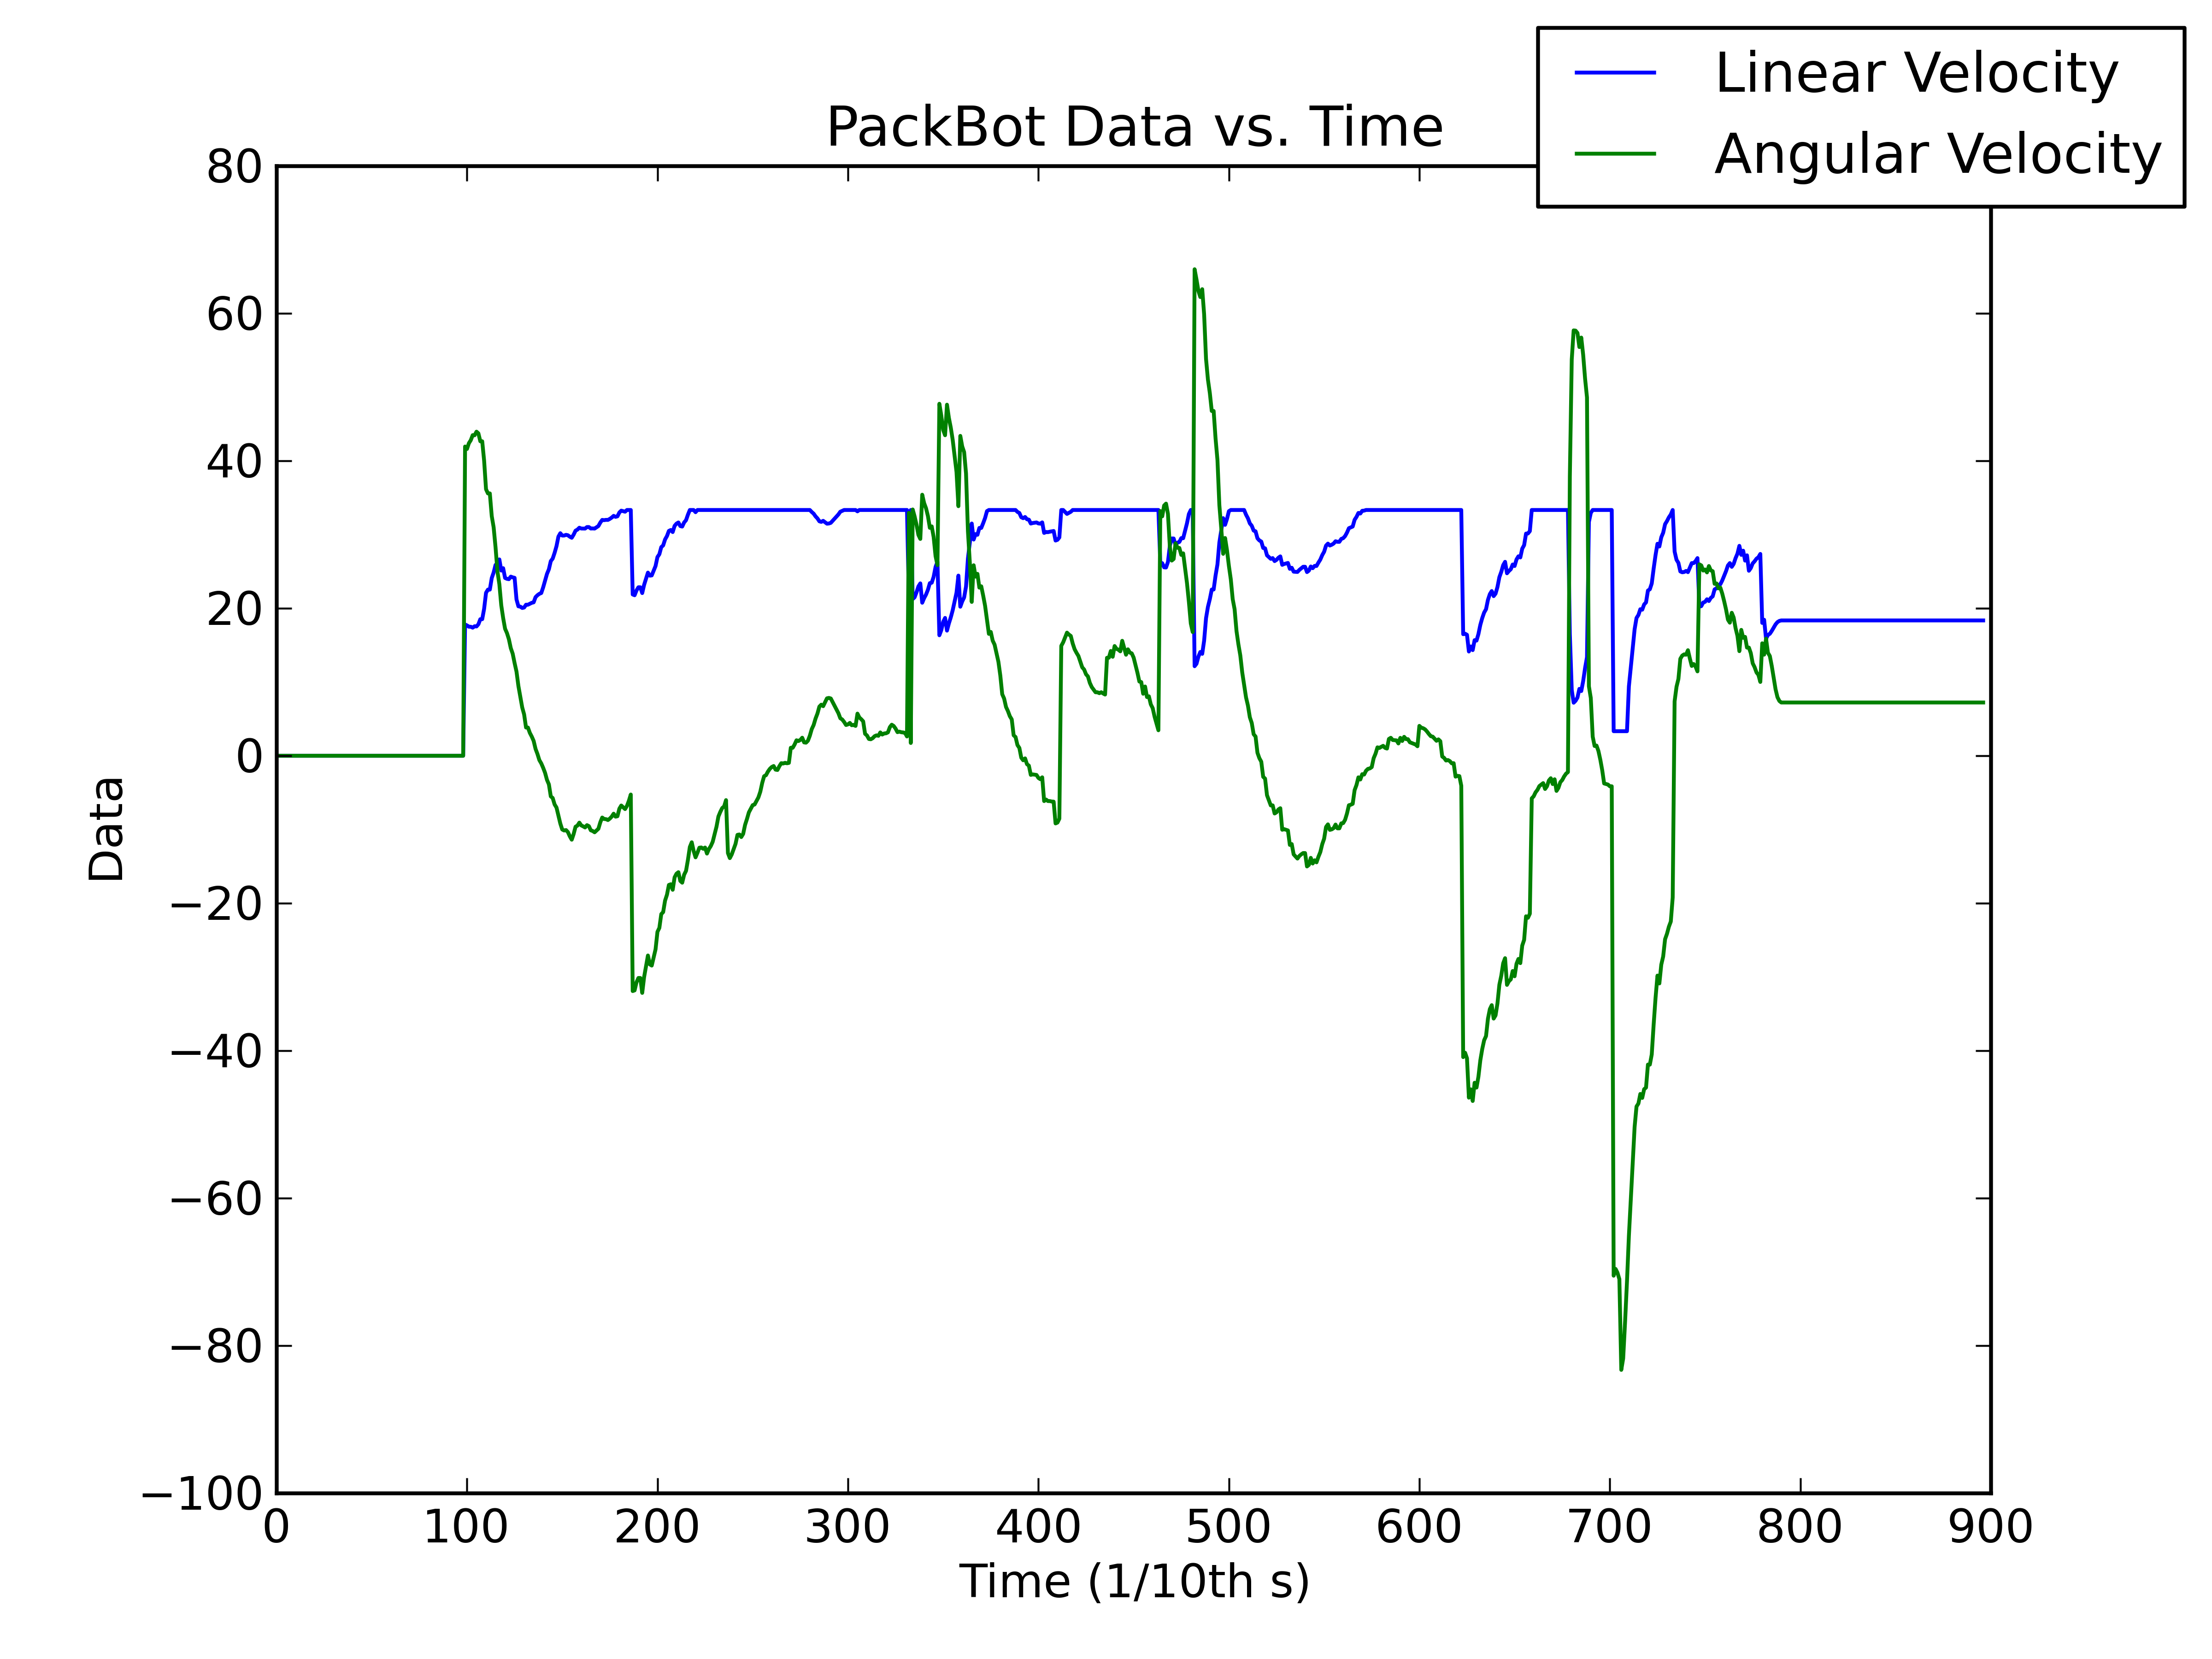 Linear Velocity
Angular Velocity
PackBot Data vs. Time
80
60
40
20
0
−20
−40
−60
−80
−100
Data
0 100 200 300 400 500 600 700 800 900
Time (1/10th s)